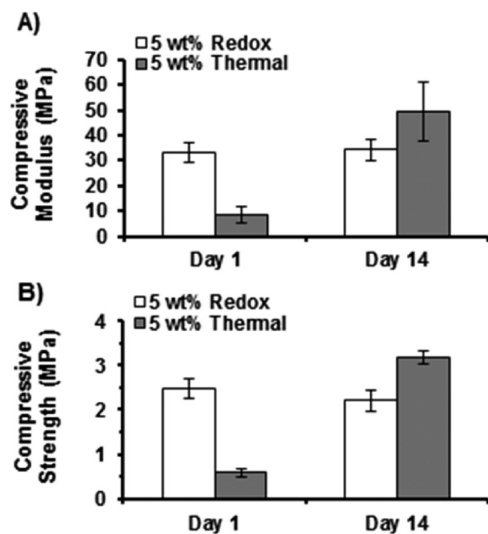 A)
5 wt% Redox
5 wt% Thermal
Compressive
Modulus (MPa)
70
60
50
40
30
20
10
0
Day 1 Day 14
B)
5 wt% Redox
5 wt% Thermal
Compressive
Strength (MPa)
4
3
2
1
0
Day 1 Day 14